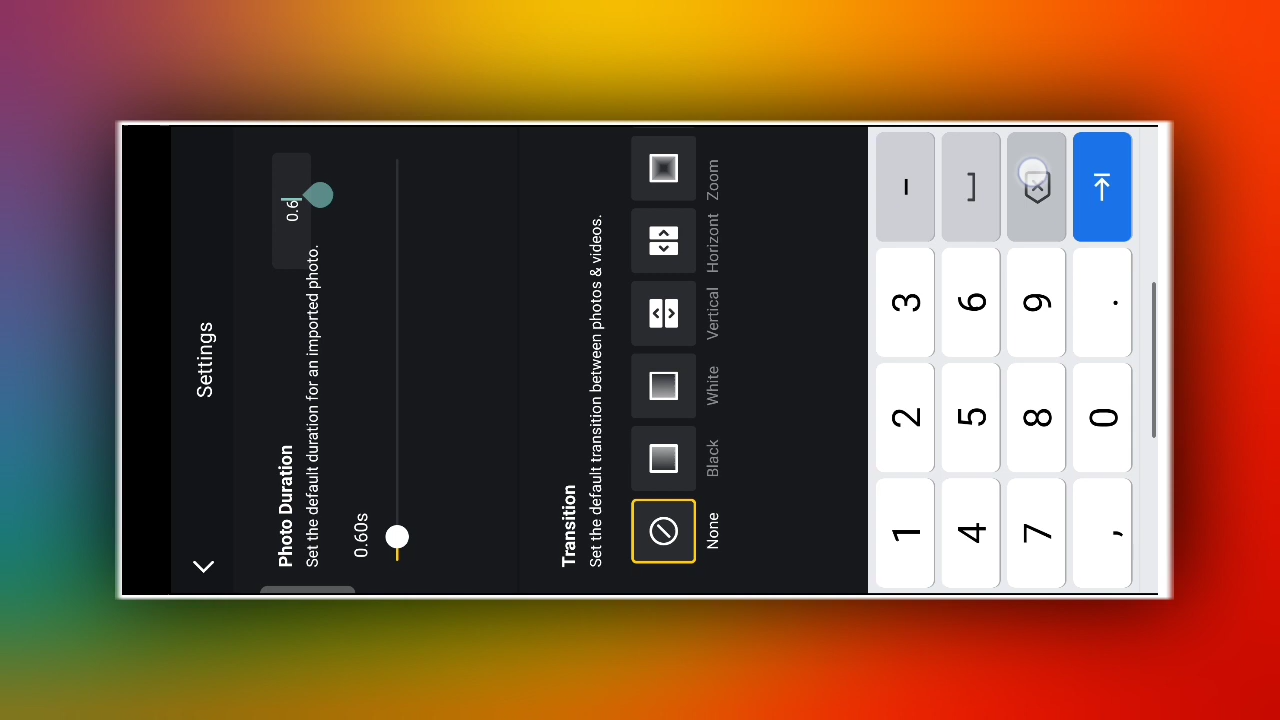 Settings
Photo Duration
0.6
Set the default duration for an imported photo.
0.60s
Transition
Set the default transition between photos & videos.
None
Black
White
Vertical
Horizont
Zoom
1 2 3 -
4 5 6
7 8 9
, 0 .